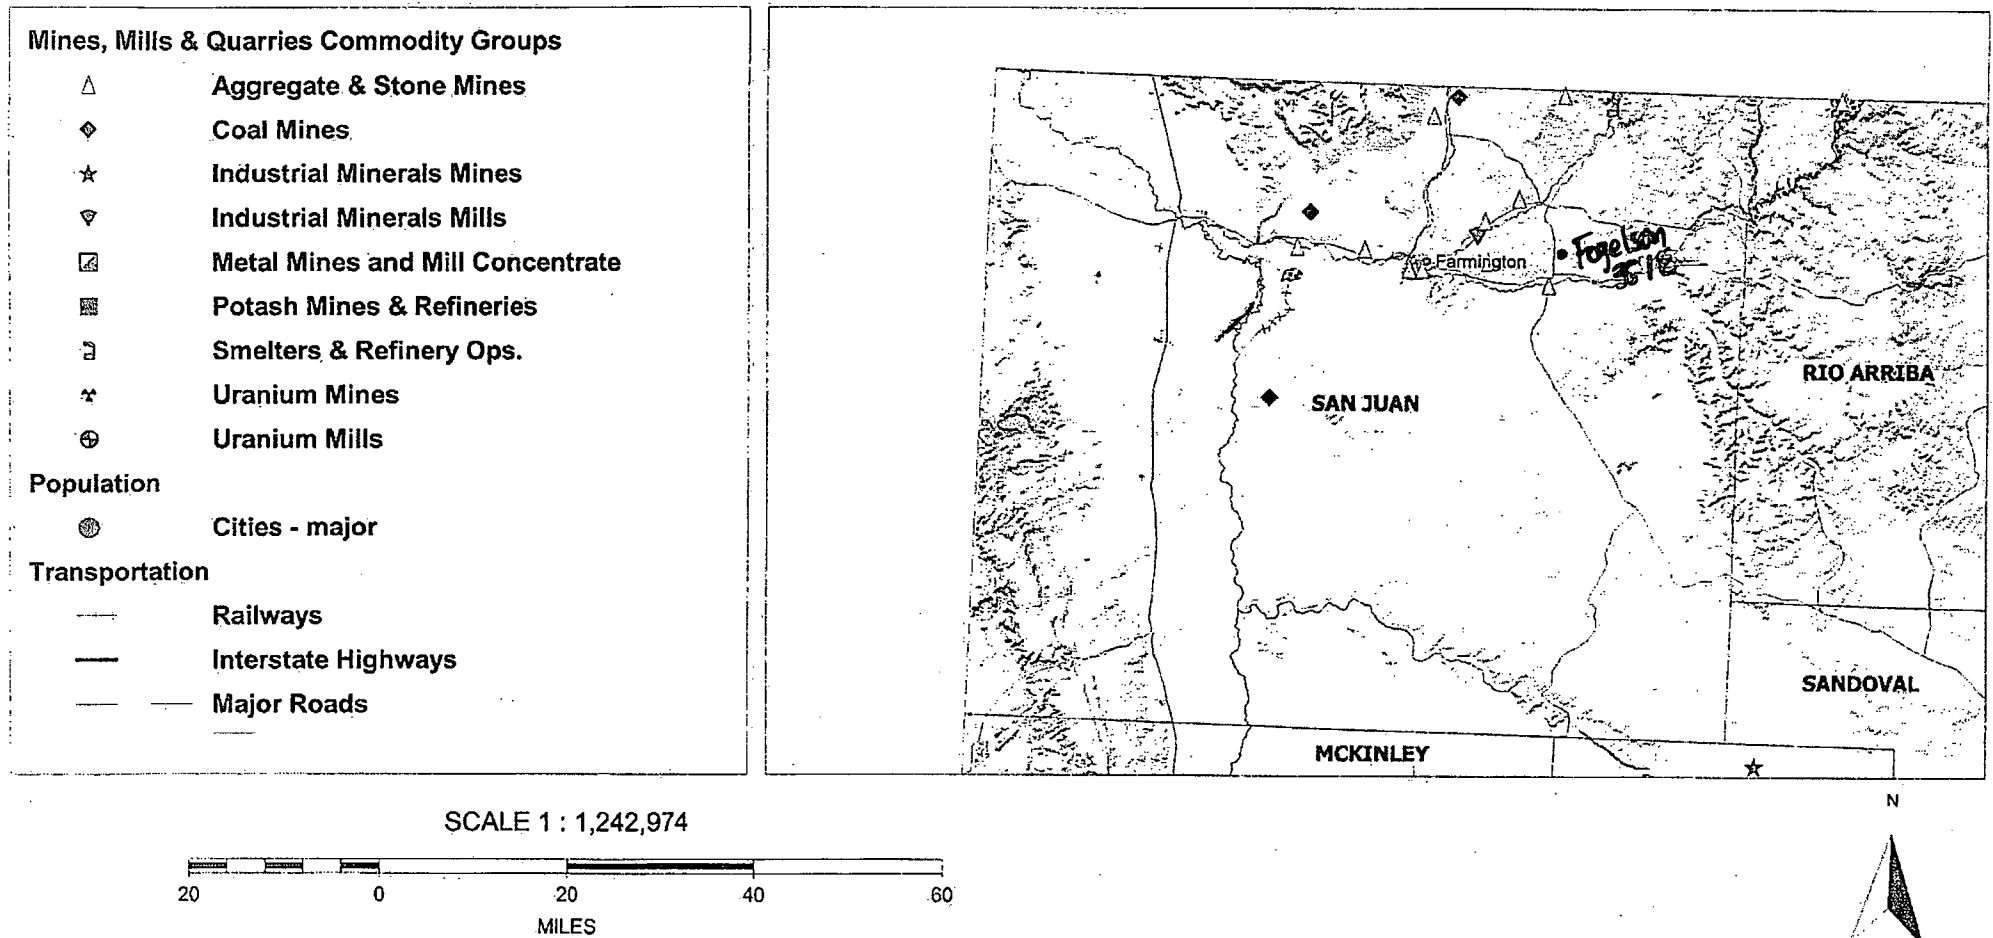 Mines, Mills & Quarries Commodity Groups
Aggregate & Stone Mines
Coal Mines
Industrial Minerals Mines
Industrial Minerals Mills
Metal Mines and Mill Concentrate
Potash Mines & Refineries
Smelters & Refinery Ops.
Uranium Mines
Uranium Mills
Population
Cities - major
Transportation
Railways
Interstate Highways
Major Roads
Farmington
Fogelson
RIO ARRIBA
SAN JUAN
SANDOVAL
MCKINLEY
SCALE 1 : 1,242,974
20 0 20 40 60
MILES
N